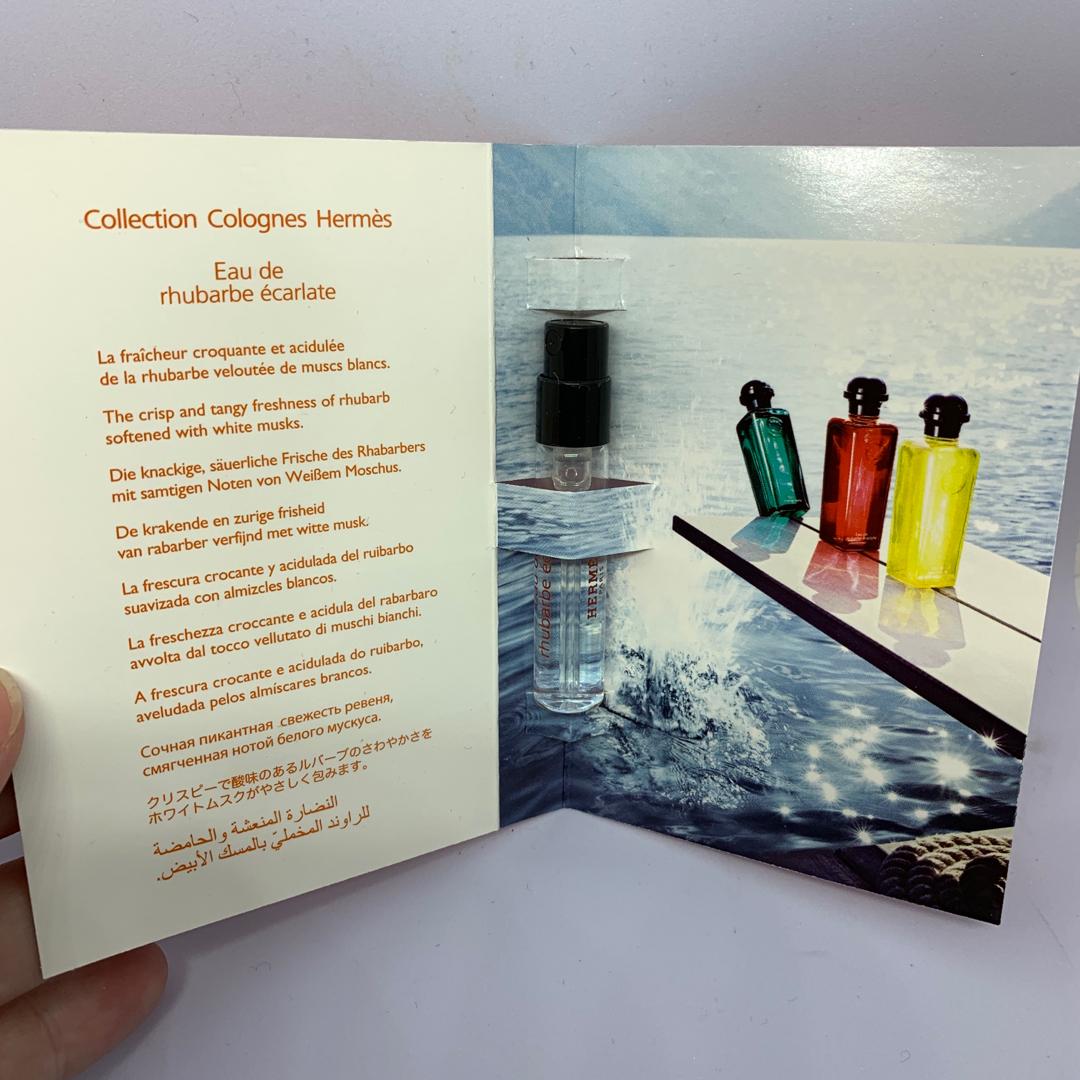 Collection Colognes Hermès
Eau de
rhubarbe écarlate
La fraîcheur croquante et acidulée
de la rhubarbe veloutée de muscs blancs.
The crisp and tangy freshness of rhubarb
softened with white musks.
Die knackige, säuerliche Frische des Rhabarbers
mit samtigen Noten von Weißem Moschus.
De krakende en zurige frisheid
van rabarber verfijnd met witte musk.
La frescura crocante y acidulada del ruibarbo
suavizada con almizcles blancos.
La freschezza croccante e acidula del rabarbaro
avvolta dal tocco vellutato di muschi bianchi.
A frescura crocante e acidulada do ruibarbo,
aveludada pelos almíscares brancos.
Сочная пикантная свежесть ревеня,
смягченная нотой белого мускуса.
クリスピーで酸味のあるルバーブのさわやかさを
ホワイトムスクがやさしく包みます。
النضارة المنعشة والحامضة
للراوند المخمليّ بالمسك الأبيض.
rhubarbe